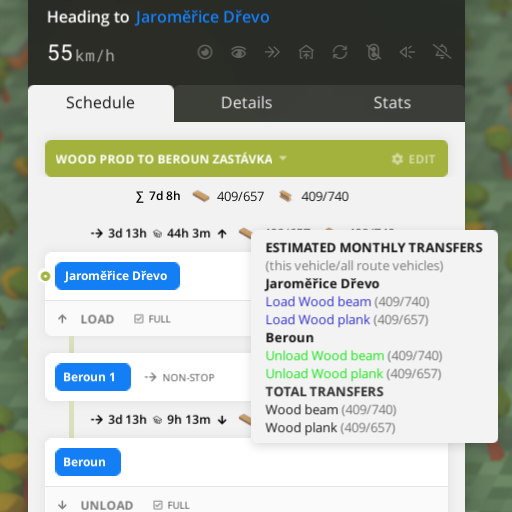 Heading to Jaroměřice Dřevo
55 km/h
Schedule Details Stats
WOOD PROD TO BEROUN ZASTÁVKA EDIT
∑ 7d 8h 409/657 409/740
→ 3d 13h 44h 3m ↑
Jaroměřice Dřevo
↑ LOAD FULL
Beroun 1 → NON-STOP
→ 3d 13h 9h 13m ↓
Beroun
↓ UNLOAD FULL
ESTIMATED MONTHLY TRANSFERS
(this vehicle/all route vehicles)
Jaroměřice Dřevo
Load Wood beam (409/740)
Load Wood plank (409/657)
Beroun
Unload Wood beam (409/740)
Unload Wood plank (409/657)
TOTAL TRANSFERS
Wood beam (409/740)
Wood plank (409/657)